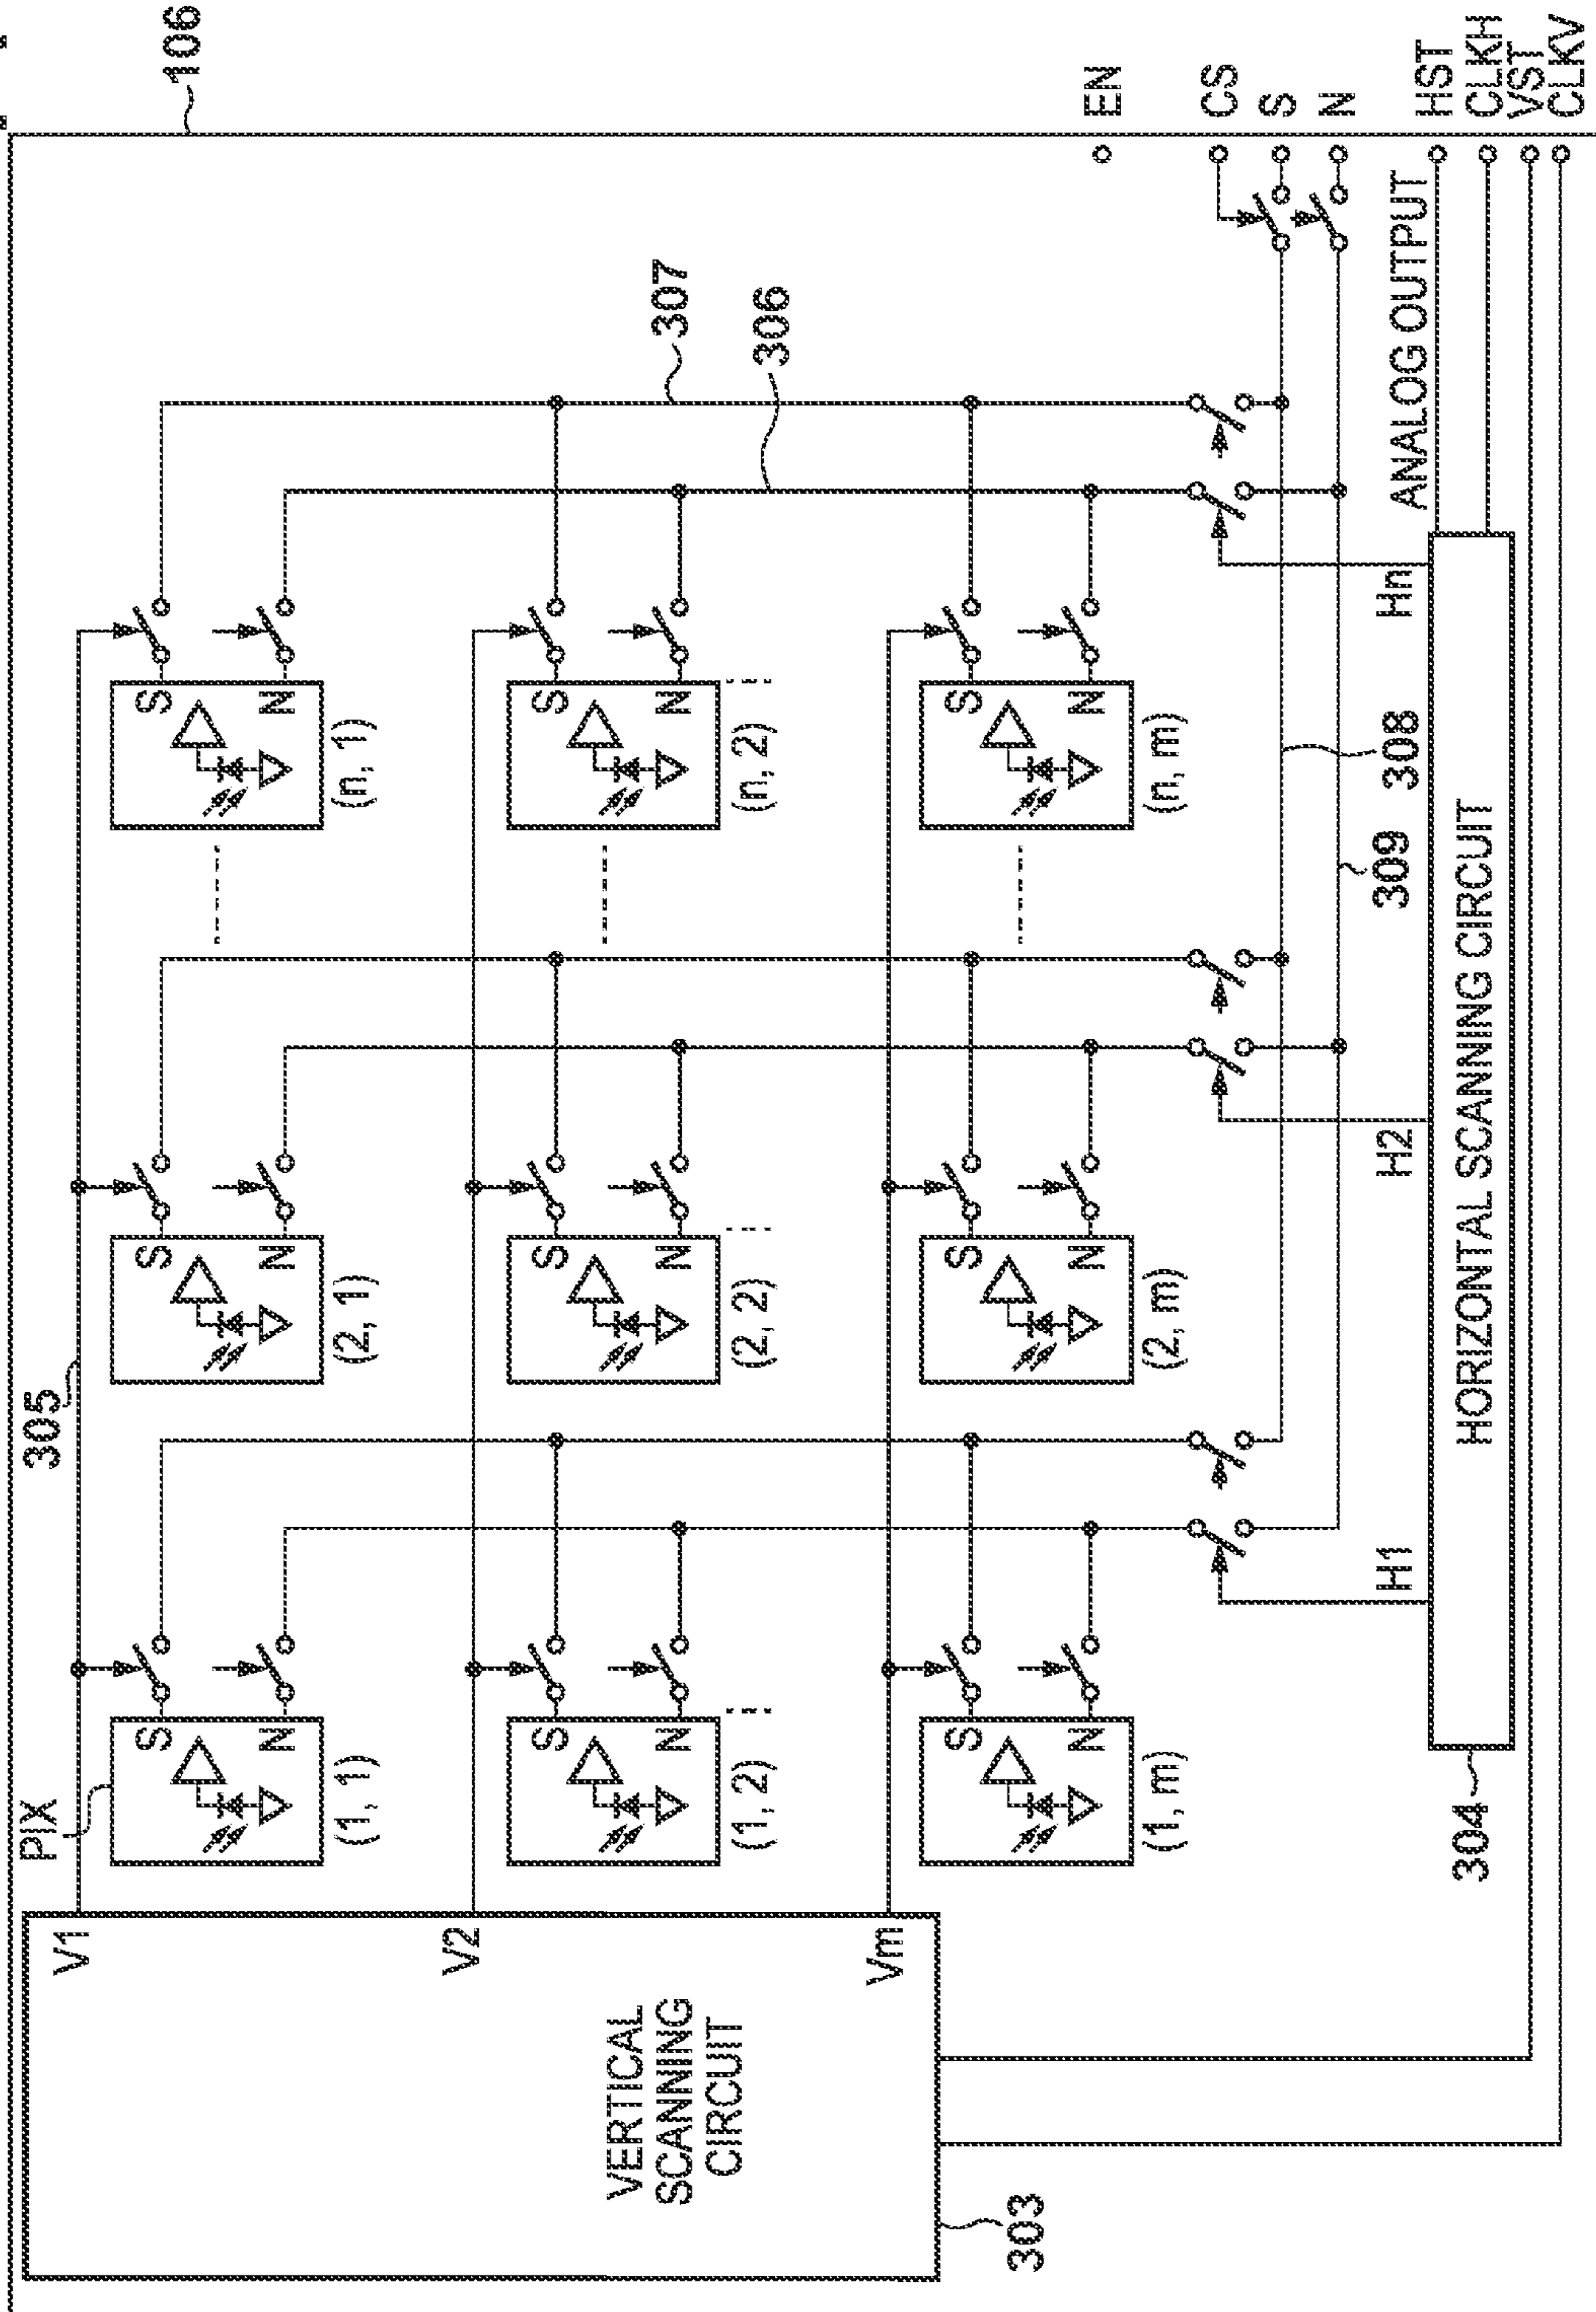 106
305
PIX
V1
S
N
(1, 1)
S
N
(2, 1)
S
N
(n, 1)
307
306
V2
S
N
(1, 2)
S
N
(2, 2)
S
N
(n, 2)
Vm
S
N
(1, m)
S
N
(2, m)
S
N
(n, m)
VERTICAL
SCANNING
CIRCUIT
303
EN
CS
S
N
308
309
ANALOG OUTPUT
H1
H2
Hn
HORIZONTAL SCANNING CIRCUIT
304
HST
CLKH
VST
CLKV